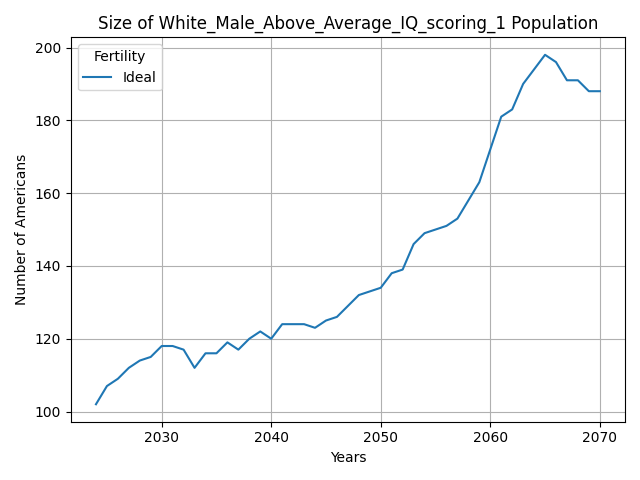 Size of White_Male_Above_Average_IQ_scoring_1 Population
200
Fertility
Ideal
180
160
140
120
100
Number of Americans
2030
2040
2050
2060
2070
Years